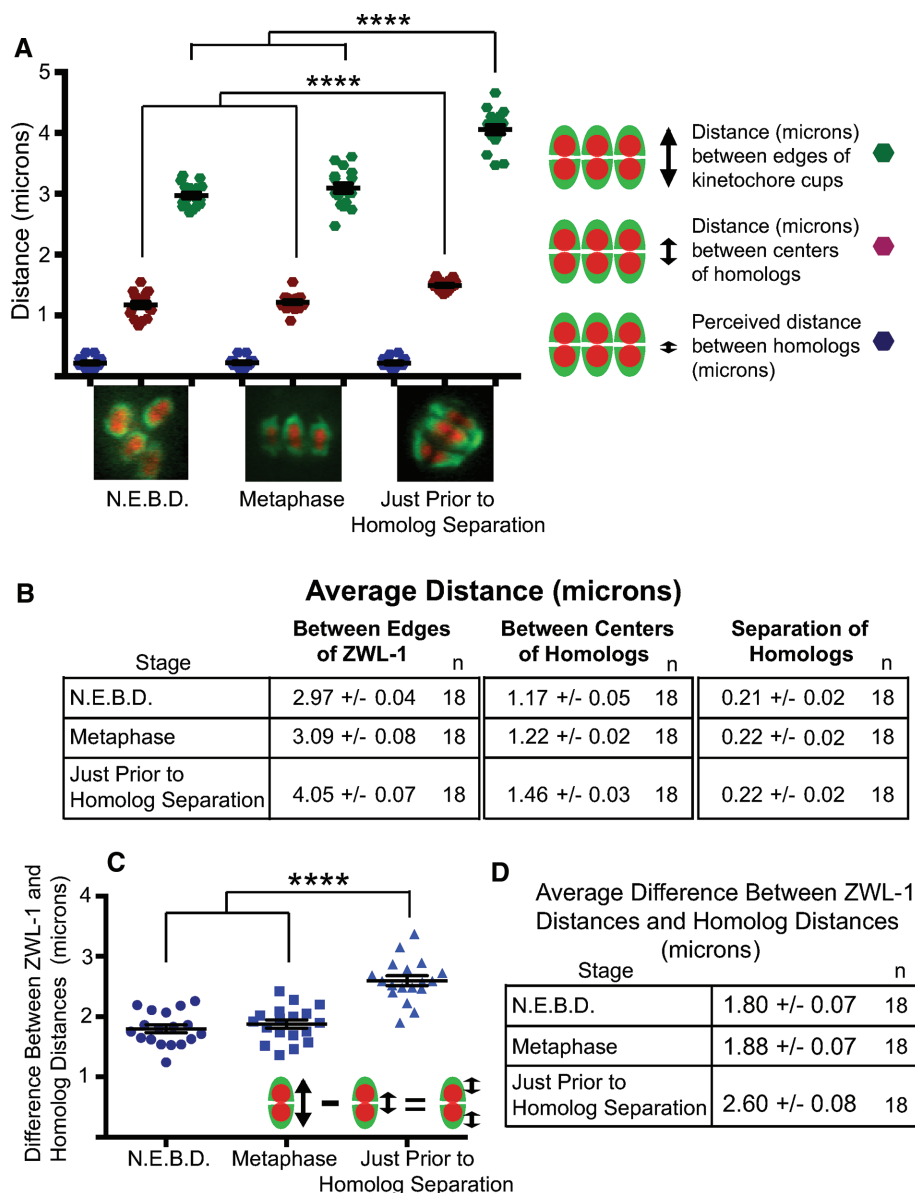 A
****
****
5
4
3
2
1
Distance (microns)
N.E.B.D.
Metaphase
Just Prior to
Homolog Separation
Distance (microns)
between edges of
kinetochore cups
Distance (microns)
between centers
of homologs
Perceived distance
between homologs
(microns)
B
Average Distance (microns)
Stage
Between Edges
of ZWL-1
n
Between Centers
of Homologs
n
Separation of
Homologs
n
N.E.B.D.
2.97 +/- 0.04 18
1.17 +/- 0.05 18
0.21 +/- 0.02 18
Metaphase
3.09 +/- 0.08 18
1.22 +/- 0.02 18
0.22 +/- 0.02 18
Just Prior to
Homolog Separation
4.05 +/- 0.07 18
1.46 +/- 0.03 18
0.22 +/- 0.02 18
C
Difference Between ZWL-1 and
Homolog Distances (microns)
4
3
2
1
****
N.E.B.D.
Metaphase
Just Prior to
Homolog Separation
D
Average Difference Between ZWL-1
Distances and Homolog Distances
(microns)
Stage
n
N.E.B.D.
1.80 +/- 0.07 18
Metaphase
1.88 +/- 0.07 18
Just Prior to
Homolog Separation
2.60 +/- 0.08 18